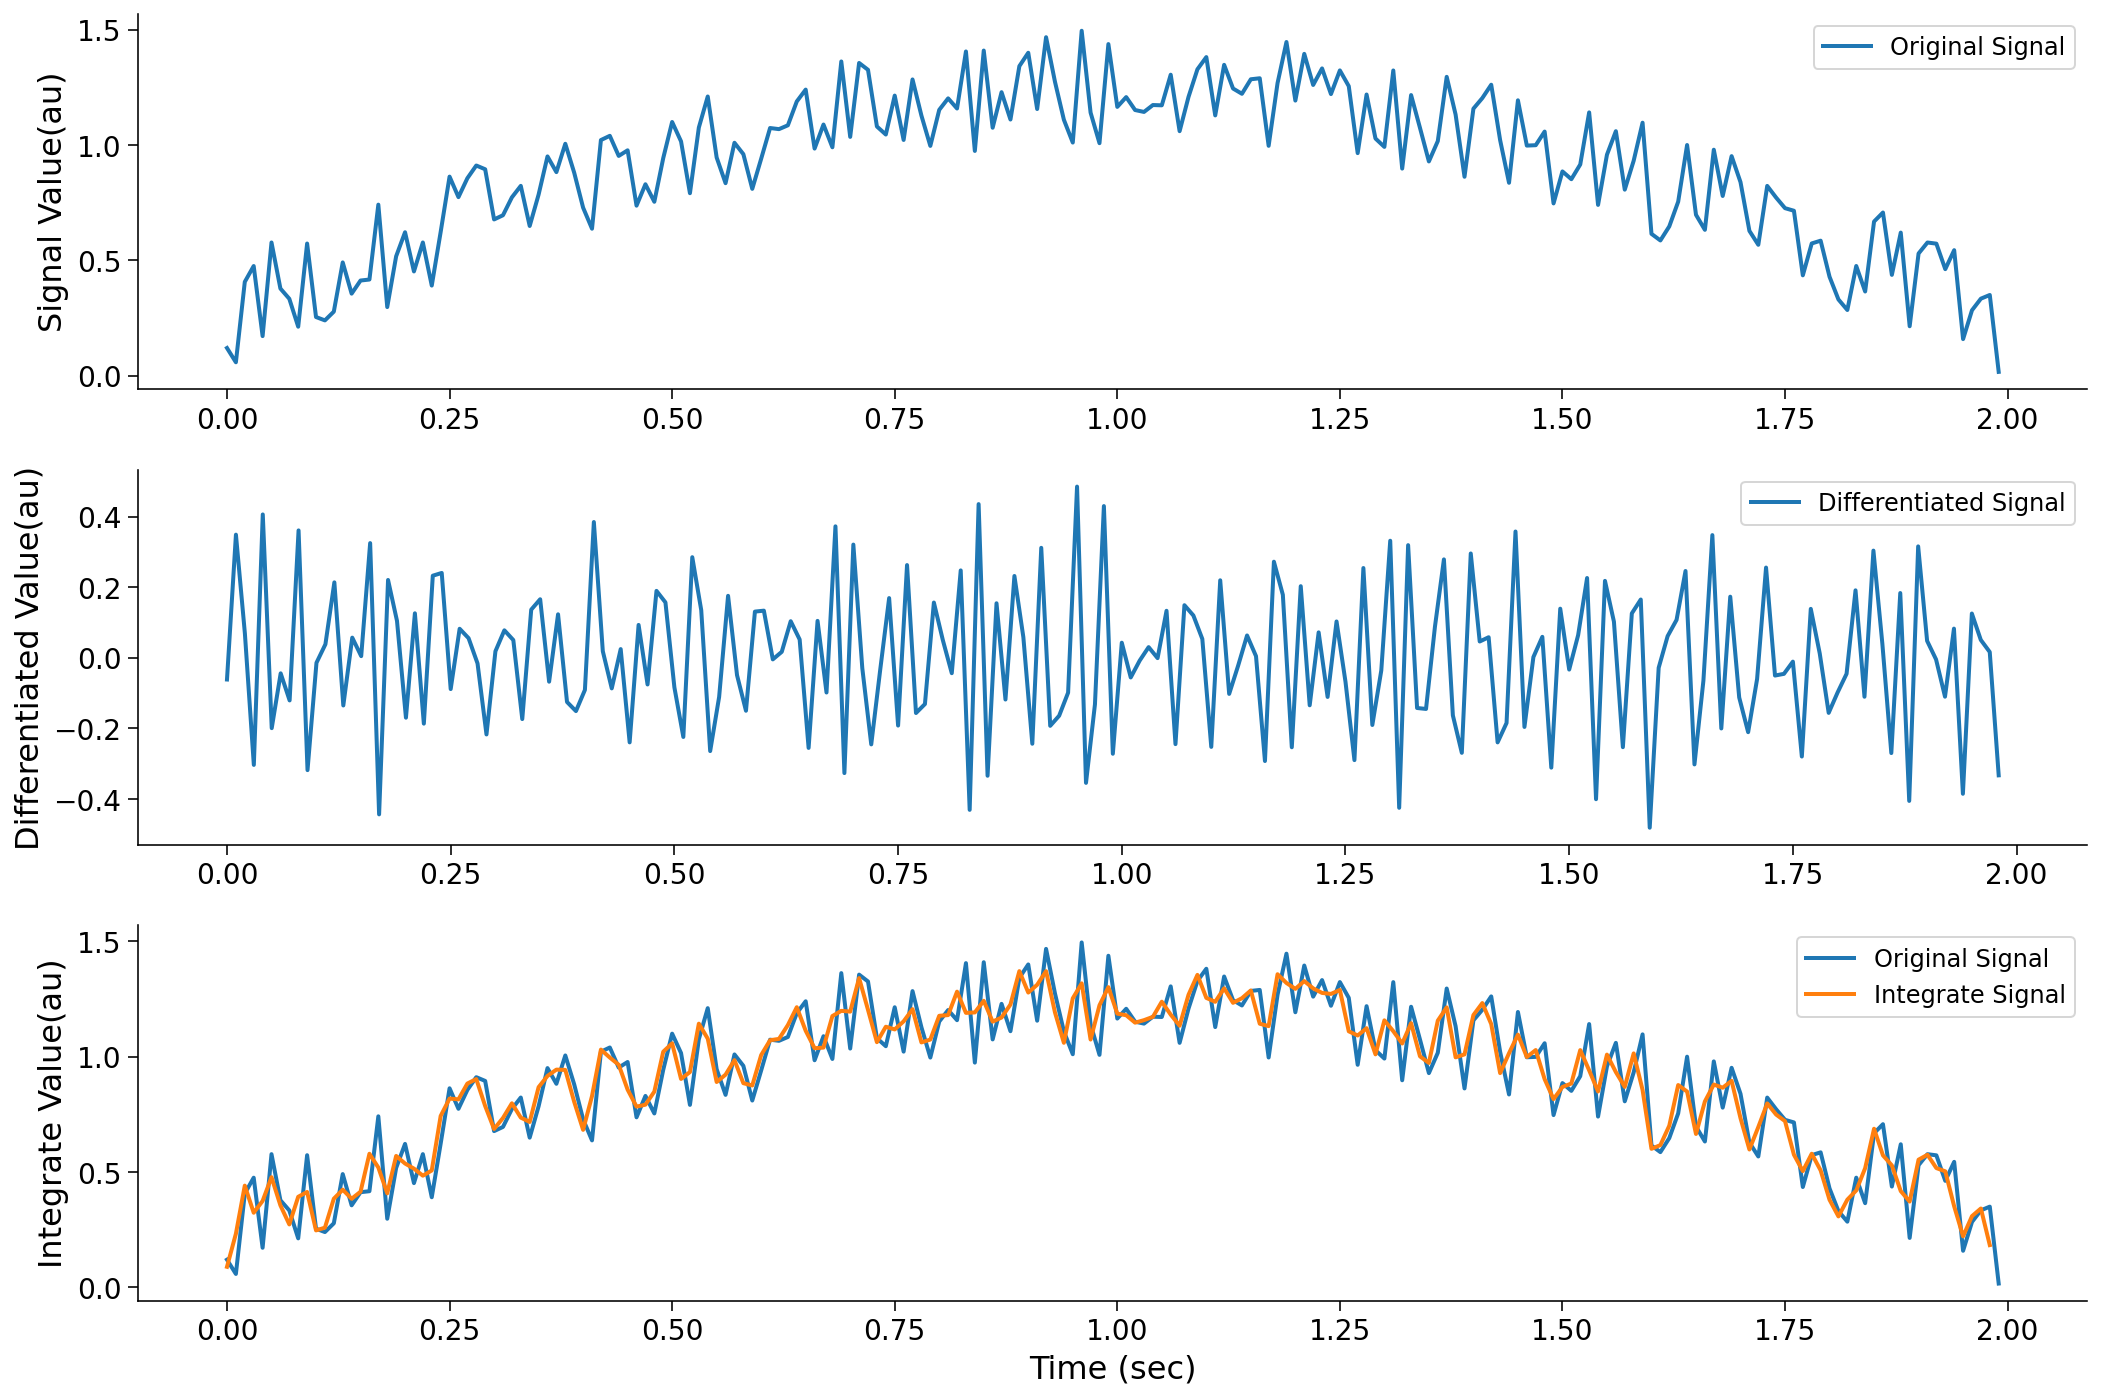 Signal Value(au)
1.5
1.0
0.5
0.0
Original Signal
0.00 0.25 0.50 0.75 1.00 1.25 1.50 1.75 2.00
Differentiated Value(au)
0.4
0.2
0.0
−0.2
−0.4
Differentiated Signal
0.00 0.25 0.50 0.75 1.00 1.25 1.50 1.75 2.00
Integrate Value(au)
1.5
1.0
0.5
0.0
Original Signal
Integrate Signal
0.00 0.25 0.50 0.75 1.00 1.25 1.50 1.75 2.00
Time (sec)